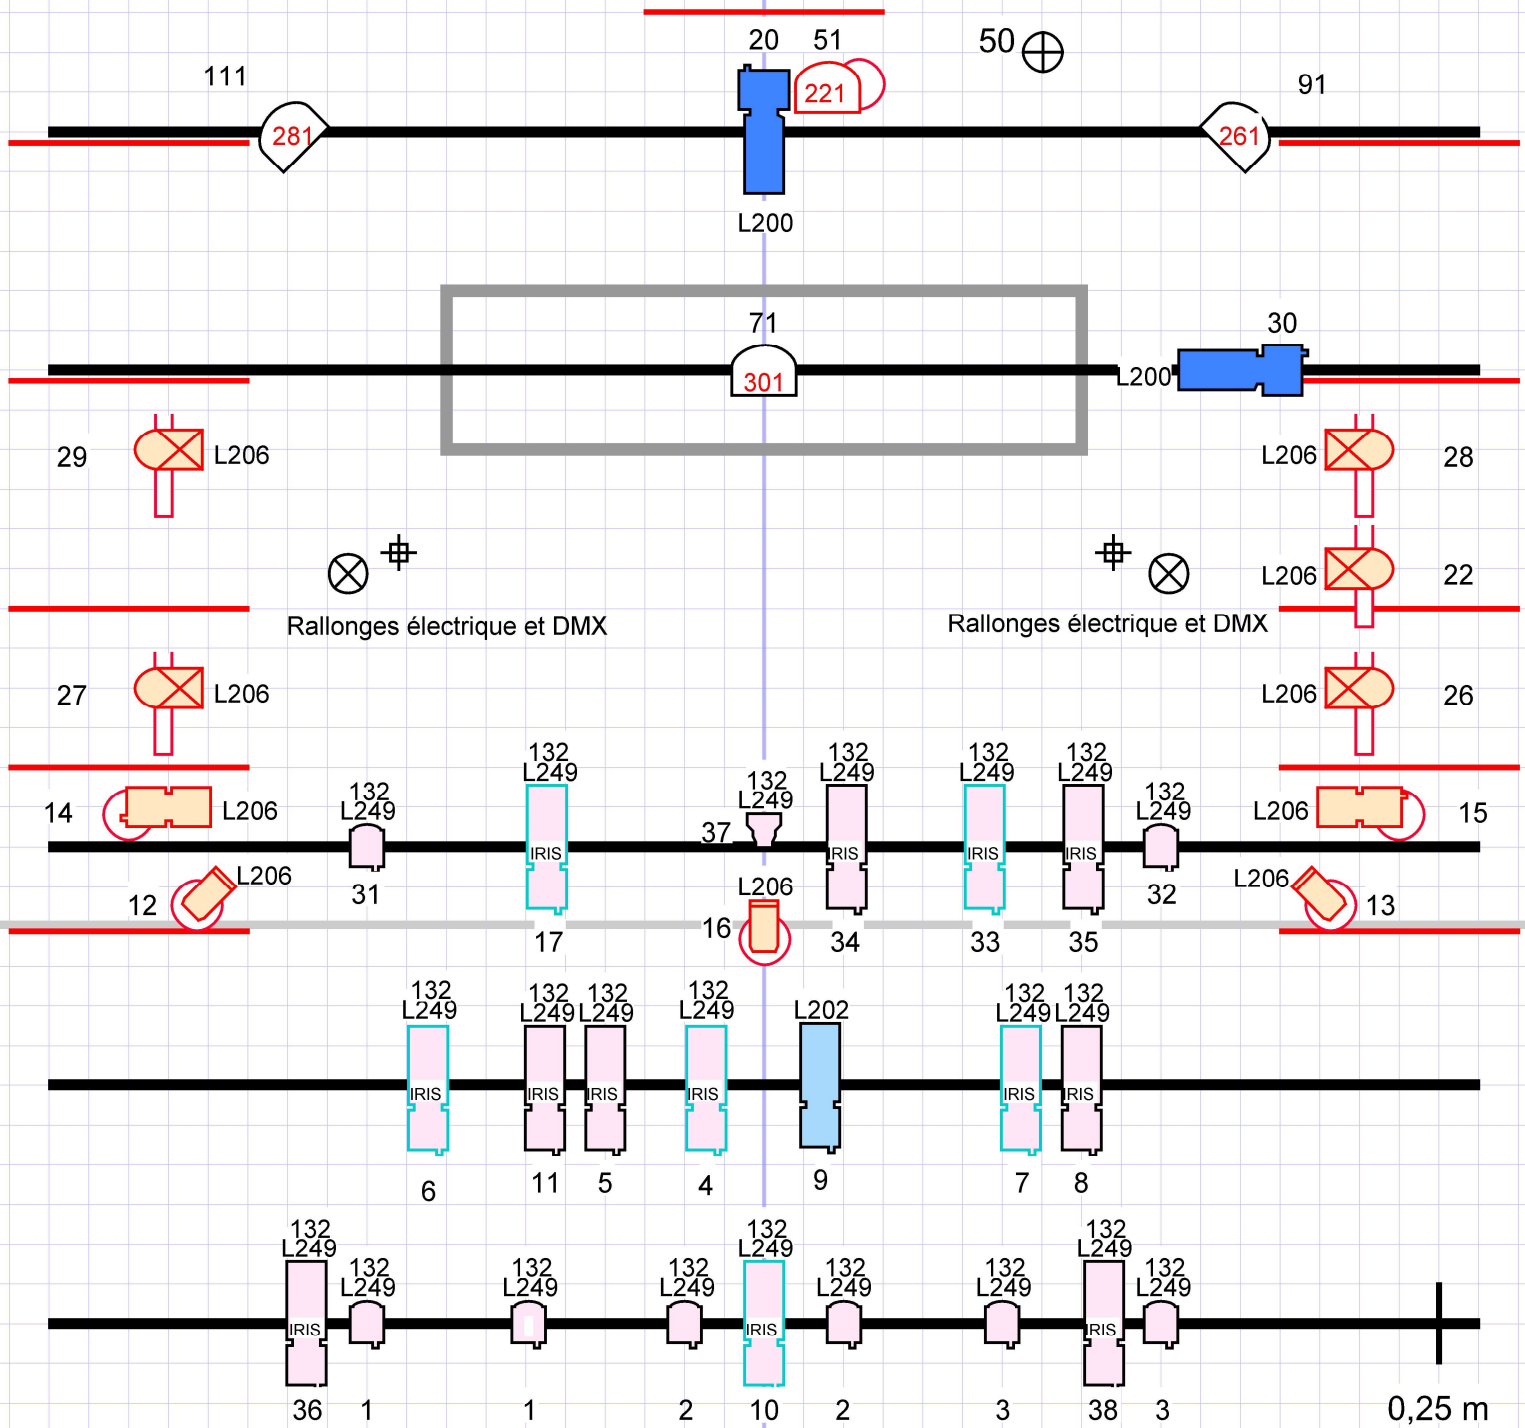 20 51 50
111 91
221
281 261
L200
71 30
301 L200
29 L206 L206 28
L206 22
Rallonges électrique et DMX Rallonges électrique et DMX
27 L206 L206 26
132 132 132 132
L249 L249 L249 L249
132 132 132
L249 L249 L249
14 L206 L206 15
37
IRIS IRIS IRIS IRIS
31 32
L206 L206 L206
12 13
16
17 34 33 35
132 132 132 132 132 132
L249 L249 L249 L249 L202 L249 L249
IRIS IRIS IRIS IRIS IRIS IRIS
6 11 5 4 9 7 8
132 132 132
L249 L249 L249
132 132 132 132 132 132
L249 L249 L249 L249 L249 L249
IRIS IRIS IRIS
36 1 1 2 10 2 3 38 3 0,25 m